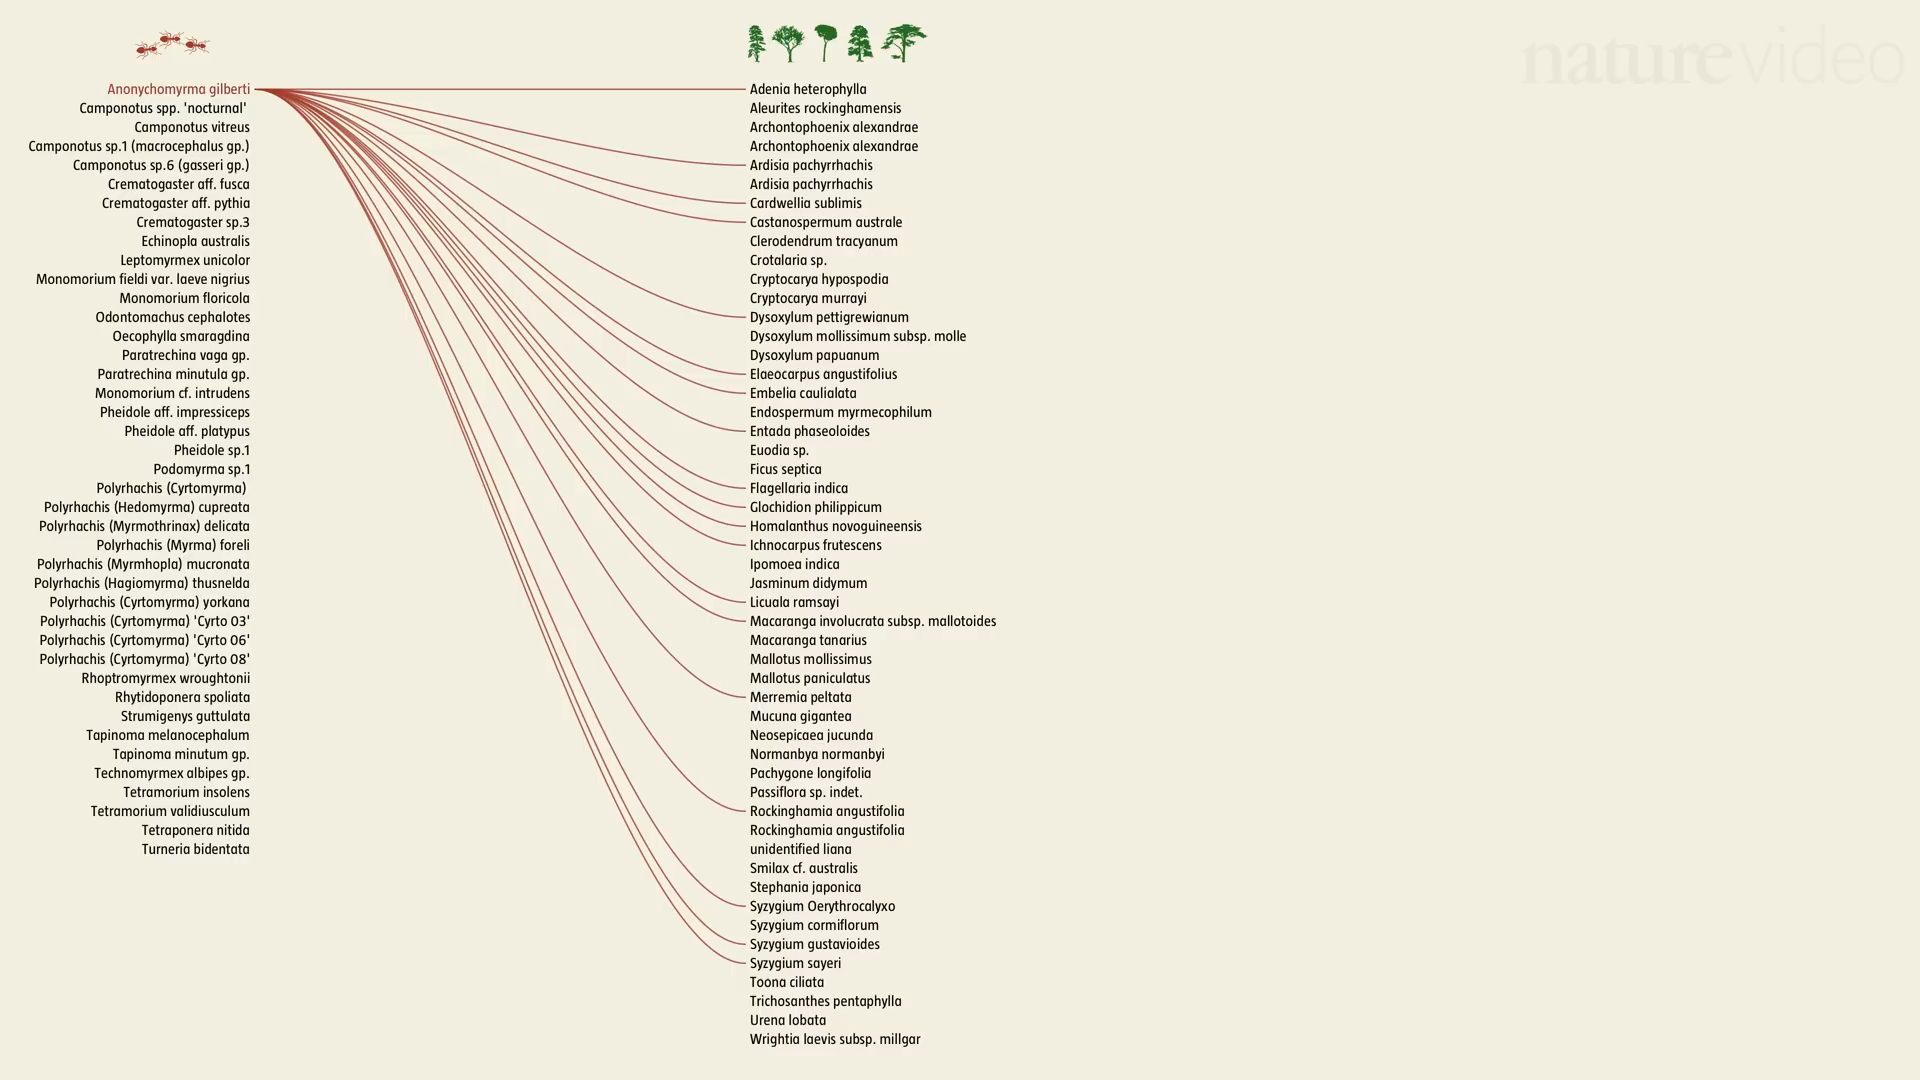 naturevideo
Anonychomyrma gilberti
Camponotus spp. 'nocturnal'
Camponotus vitreus
Camponotus sp.1 (macrocephalus gp.)
Camponotus sp.6 (gasseri gp.)
Crematogaster aff. fusca
Crematogaster aff. pythia
Crematogaster sp.3
Echinopla australis
Leptomyrmex unicolor
Monomorium fieldi var. laeve nigrius
Monomorium floricola
Odontomachus cephalotes
Oecophylla smaragdina
Paratrechina vaga gp.
Paratrechina minutula gp.
Monomorium cf. intrudens
Pheidole aff. impressiceps
Pheidole aff. platypus
Pheidole sp.1
Podomyrma sp.1
Polyrhachis (Cyrtomyrma)
Polyrhachis (Hedomyrma) cupreata
Polyrhachis (Myrmothrinax) delicata
Polyrhachis (Myrma) foreli
Polyrhachis (Myrmhopla) mucronata
Polyrhachis (Hagiomyrma) thusnelda
Polyrhachis (Cyrtomyrma) yorkana
Polyrhachis (Cyrtomyrma) 'Cyrto 03'
Polyrhachis (Cyrtomyrma) 'Cyrto 06'
Polyrhachis (Cyrtomyrma) 'Cyrto 08'
Rhoptromyrmex wroughtonii
Rhytidoponera spoliata
Strumigenys guttulata
Tapinoma melanocephalum
Tapinoma minutum gp.
Technomyrmex albipes gp.
Tetramorium insolens
Tetramorium validiusculum
Tetraponera nitida
Turneria bidentata
Adenia heterophylla
Aleurites rockinghamensis
Archontophoenix alexandrae
Archontophoenix alexandrae
Ardisia pachyrrhachis
Ardisia pachyrrhachis
Cardwellia sublimis
Castanospermum australe
Clerodendrum tracyanum
Crotalaria sp.
Cryptocarya hypospodia
Cryptocarya murrayi
Dysoxylum pettigrewianum
Dysoxylum mollissimum subsp. molle
Dysoxylum papuanum
Elaeocarpus angustifolius
Embelia caulialata
Endospermum myrmecophilum
Entada phaseoloides
Euodia sp.
Ficus septica
Flagellaria indica
Glochidion philippicum
Homalanthus novoguineensis
Ichnocarpus frutescens
Ipomoea indica
Jasminum didymum
Licuala ramsayi
Macaranga involucrata subsp. mallotoides
Macaranga tanarius
Mallotus mollissimus
Mallotus paniculatus
Merremia peltata
Mucuna gigantea
Neosepicaea jucunda
Normanbya normanbyi
Pachygone longifolia
Passiflora sp. indet.
Rockinghamia angustifolia
Rockinghamia angustifolia
unidentified liana
Smilax cf. australis
Stephania japonica
Syzygium Oerythrocalyxo
Syzygium cormiflorum
Syzygium gustavioides
Syzygium sayeri
Toona ciliata
Trichosanthes pentaphylla
Urena lobata
Wrightia laevis subsp. millgar